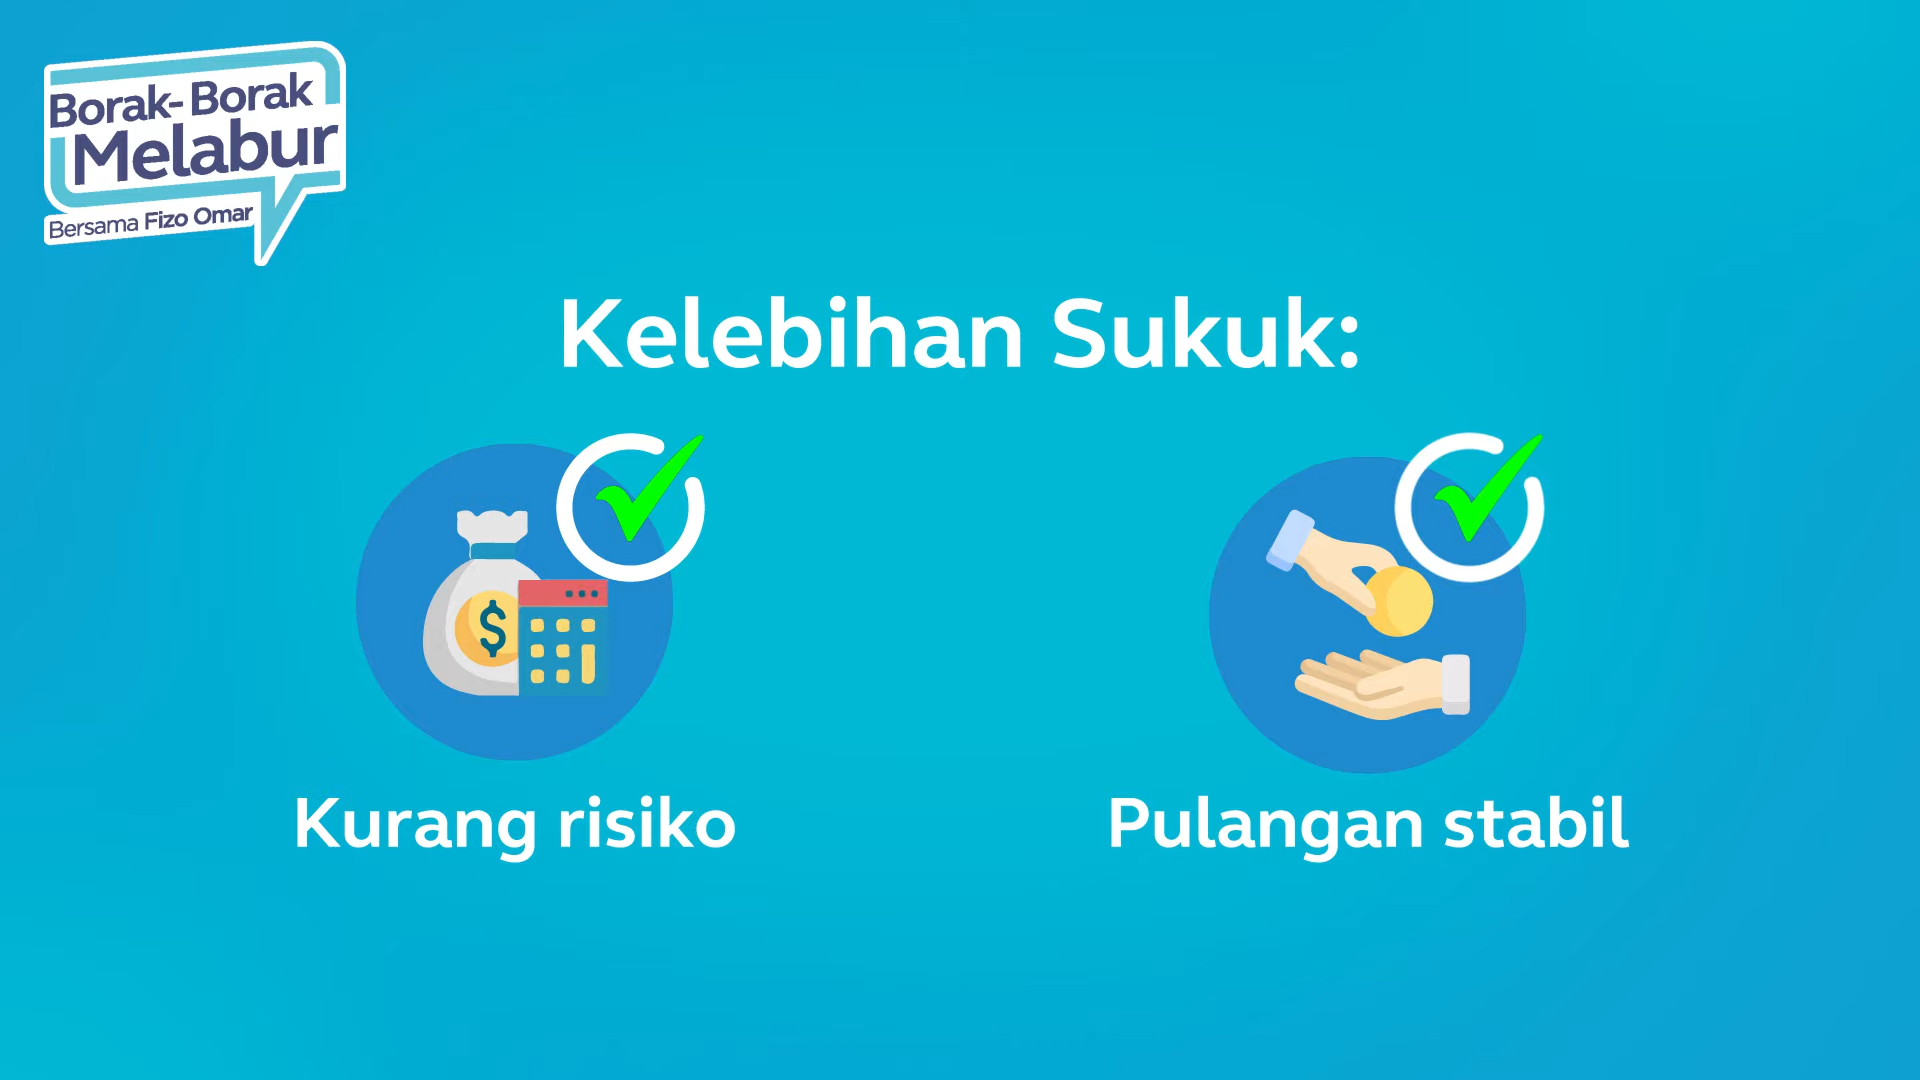 Borak-Borak
Melabur
Bersama Fizo Omar
Kelebihan Sukuk:
$
Kurang risiko
Pulangan stabil